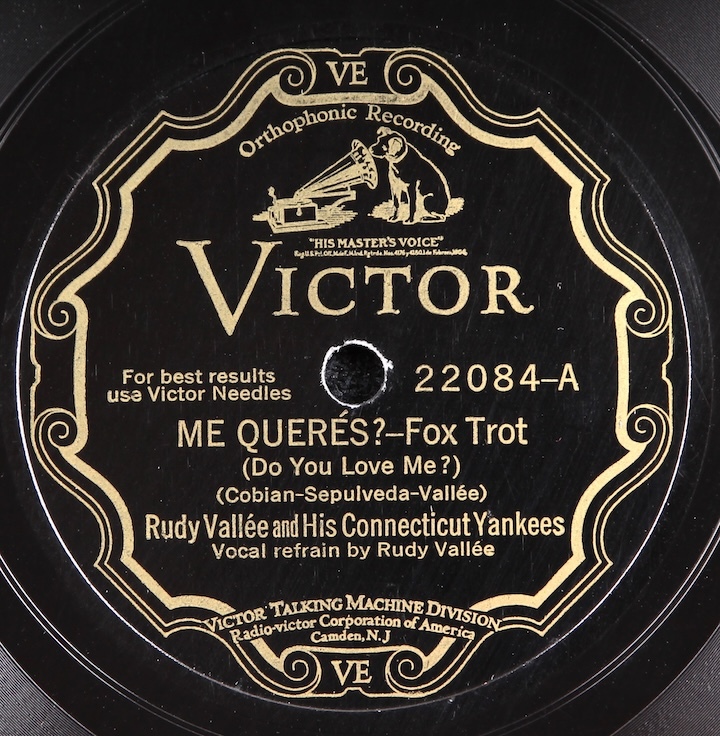 VE
Orthophonic Recording
"HIS MASTER'S VOICE"
VICTOR
For best results
use Victor Needles
22084-A
ME QUERÉS?-Fox Trot
(Do You Love Me?)
(Cobian-Sepulveda-Vallée)
Rudy Vallée and His Connecticut Yankees
Vocal refrain by Rudy Vallée
VICTOR TALKING MACHINE DIVISION
Radio-victor Corporation of America
Camden, N.J
VE